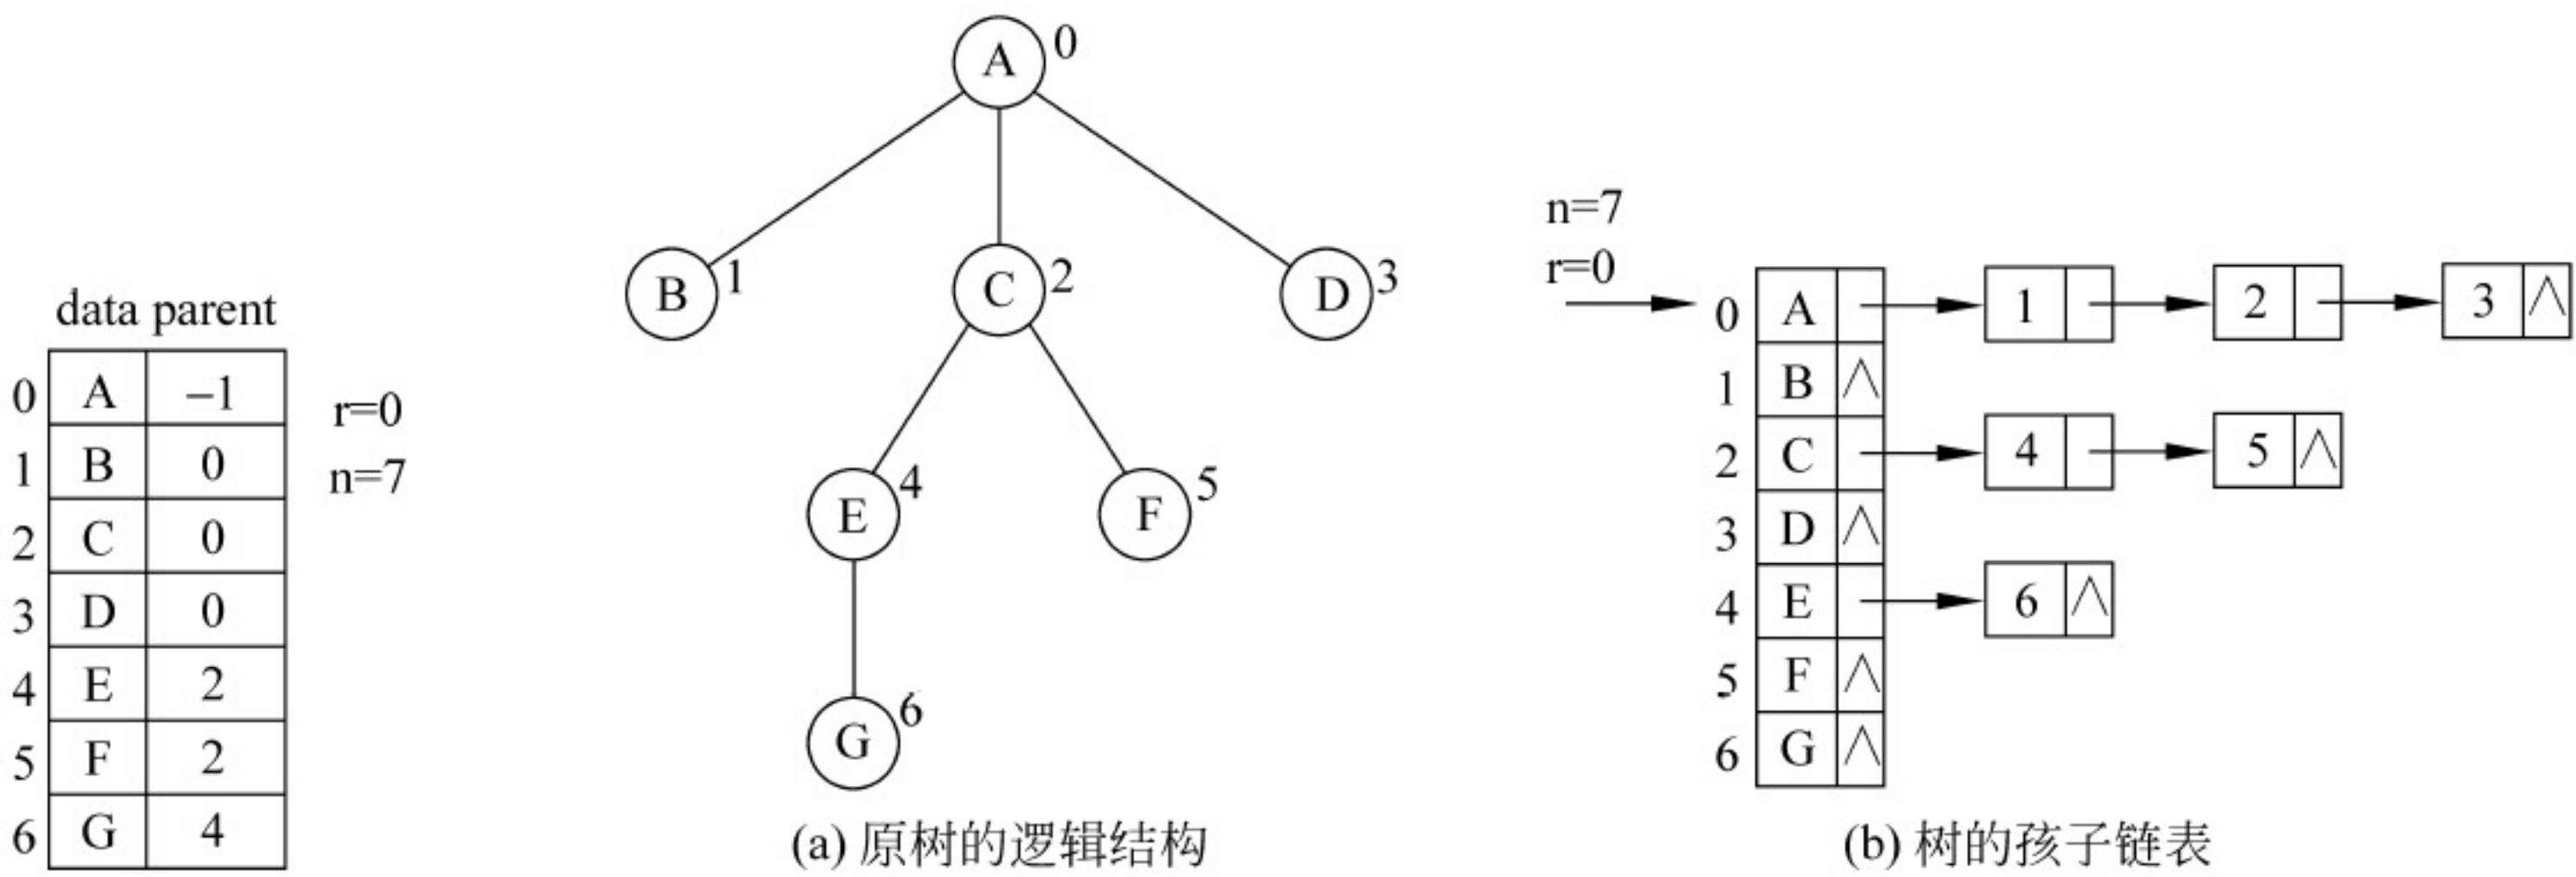 data parent
0 A −1
1 B 0
2 C 0
3 D 0
4 E 2
5 F 2
6 G 4
r=0
n=7
A 0
B 1
C 2
D 3
E 4
F 5
G 6
(a) 原树的逻辑结构
n=7
r=0
0 A 1 2 3 ∧
1 B ∧
2 C 4 5 ∧
3 D ∧
4 E 6 ∧
5 F ∧
6 G ∧
(b) 树的孩子链表